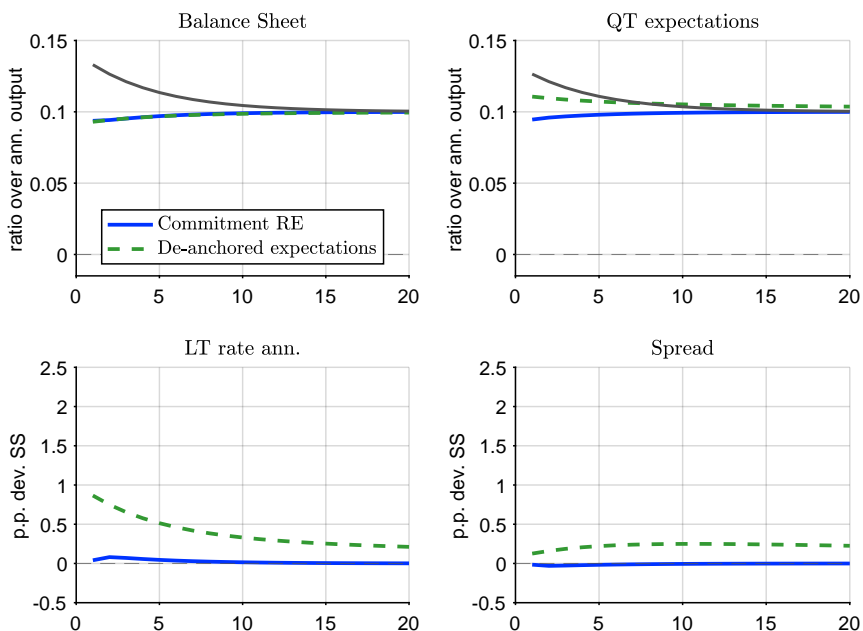 Balance Sheet
ratio over ann. output
0.15
0.1
0.05
0
Commitment RE
De-anchored expectations
0 5 10 15 20
QT expectations
ratio over ann. output
0.15
0.1
0.05
0
0 5 10 15 20
LT rate ann.
p.p. dev. SS
2.5
2
1.5
1
0.5
0
-0.5
0 5 10 15 20
Spread
p.p. dev. SS
2.5
2
1.5
1
0.5
0
-0.5
0 5 10 15 20